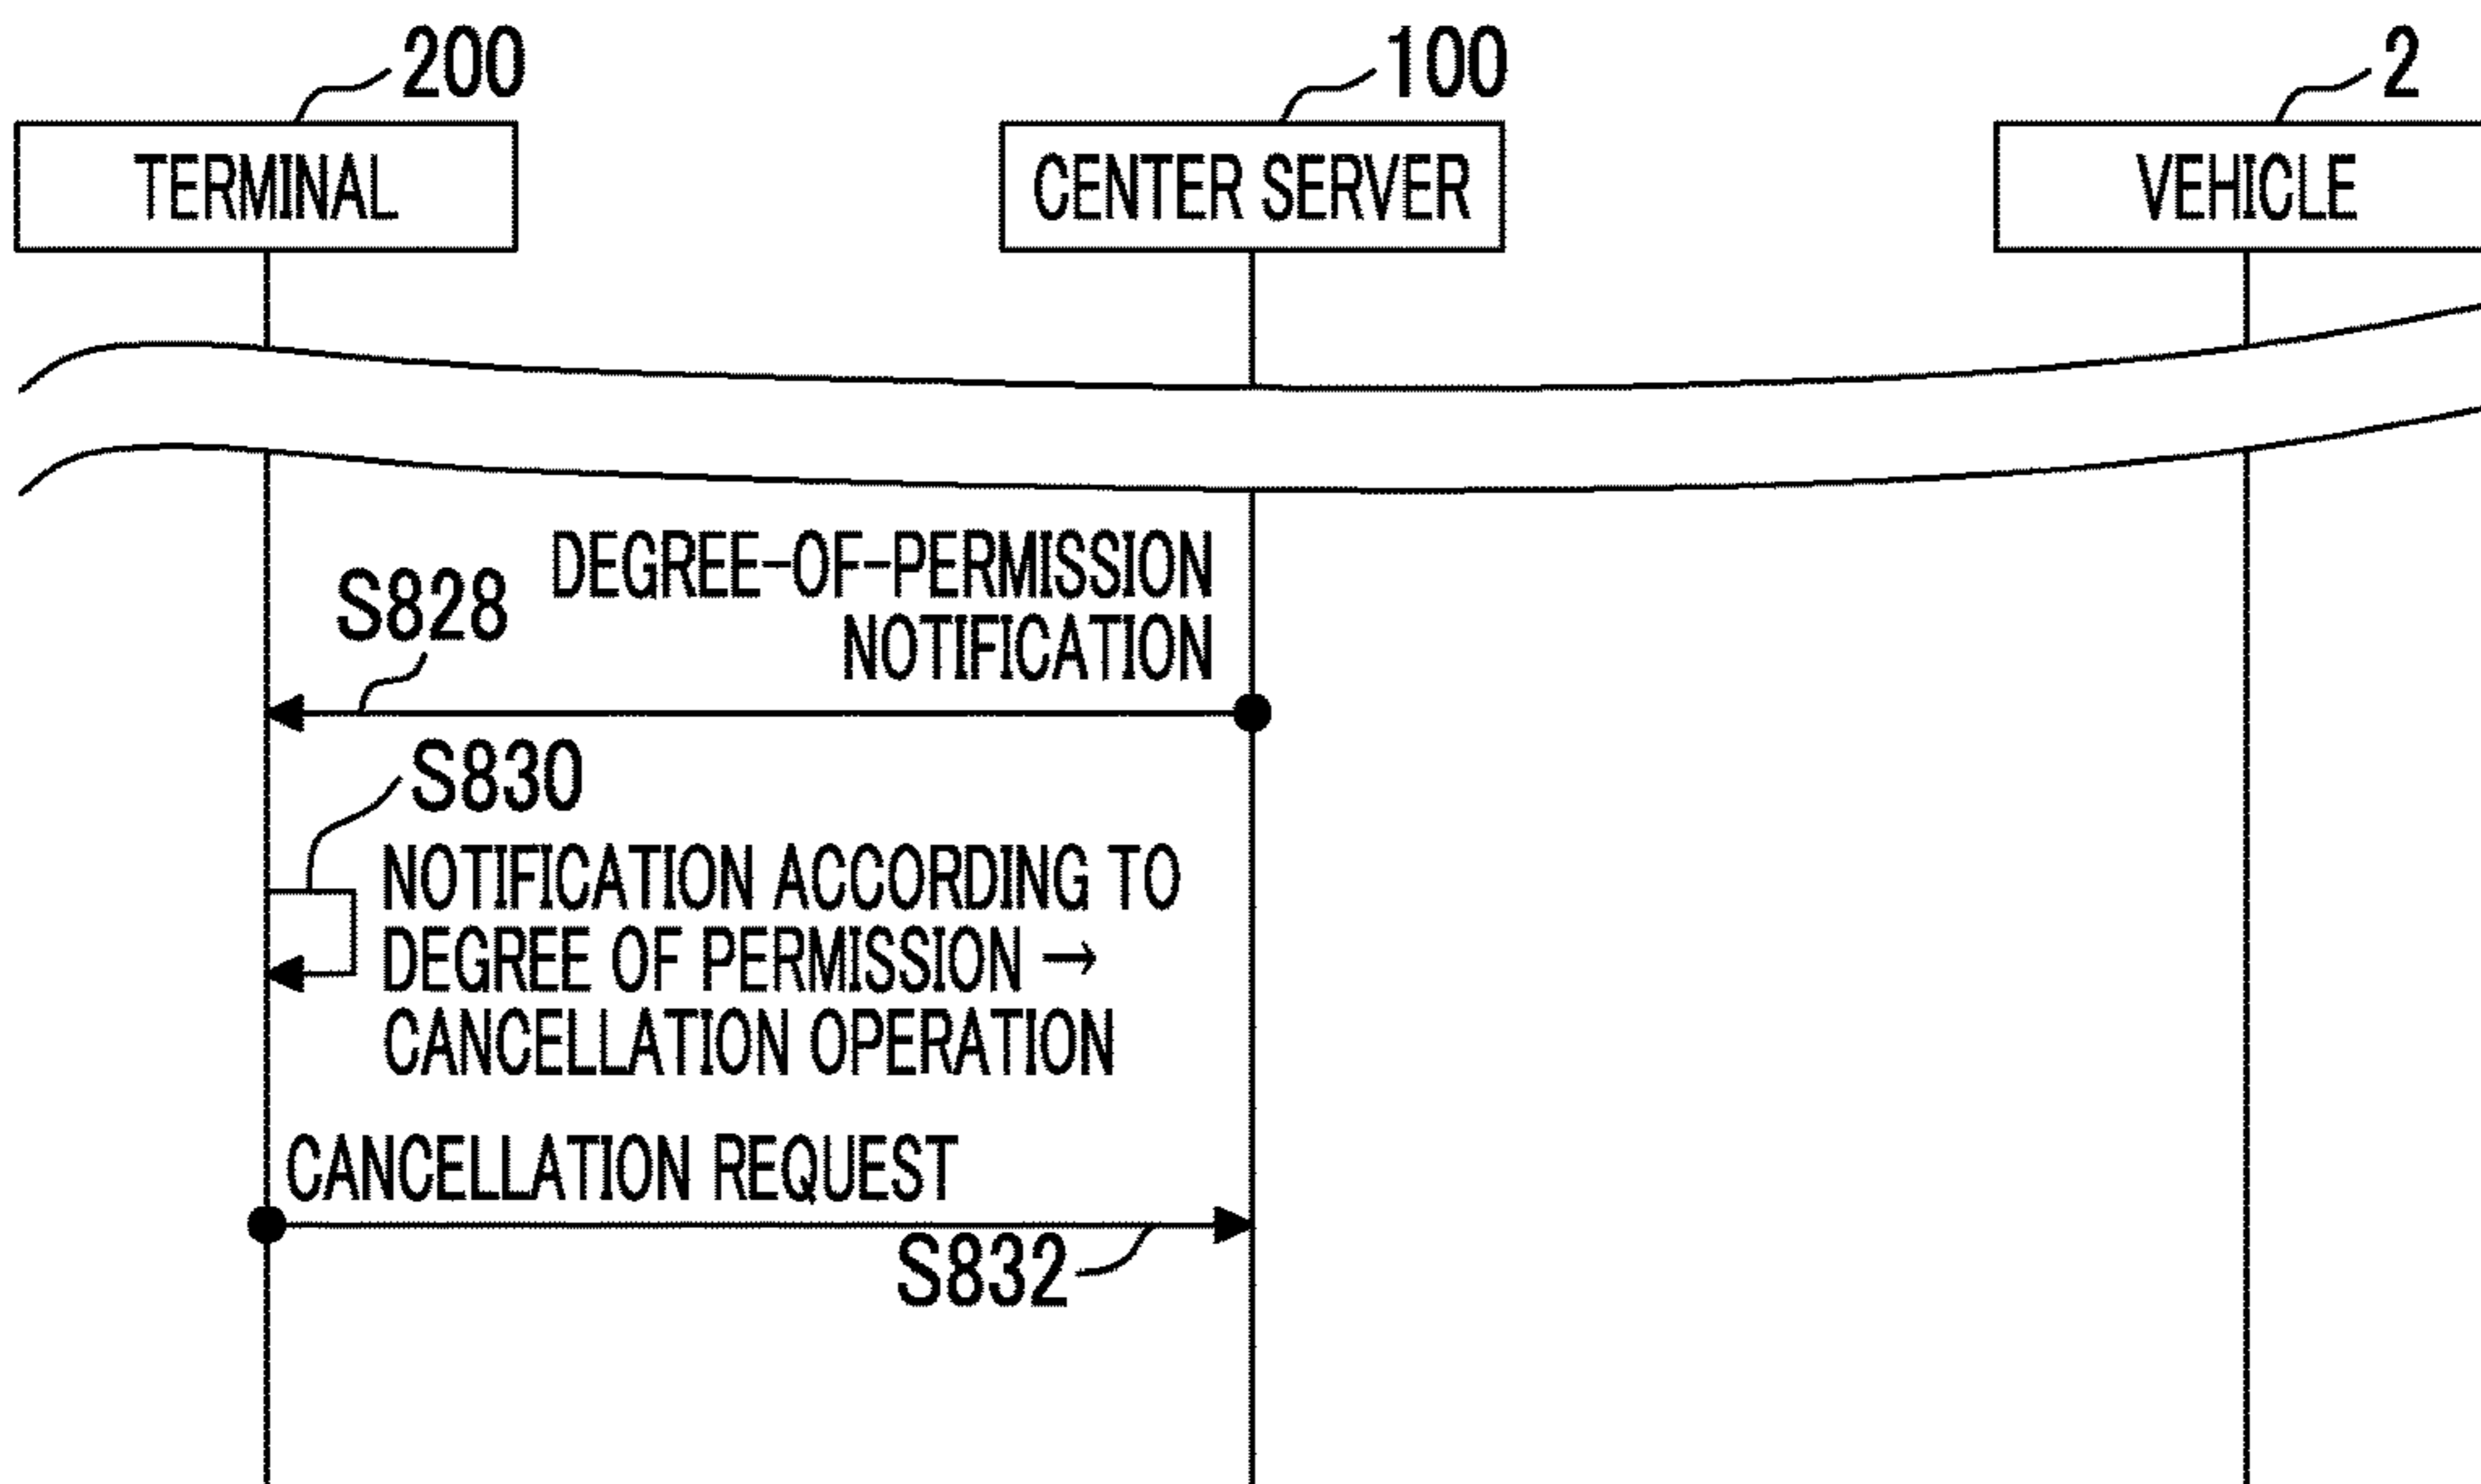 200
100
2
TERMINAL
CENTER SERVER
VEHICLE
DEGREE-OF-PERMISSION
NOTIFICATION
S828
S830
NOTIFICATION ACCORDING TO
DEGREE OF PERMISSION →
CANCELLATION OPERATION
CANCELLATION REQUEST
S832